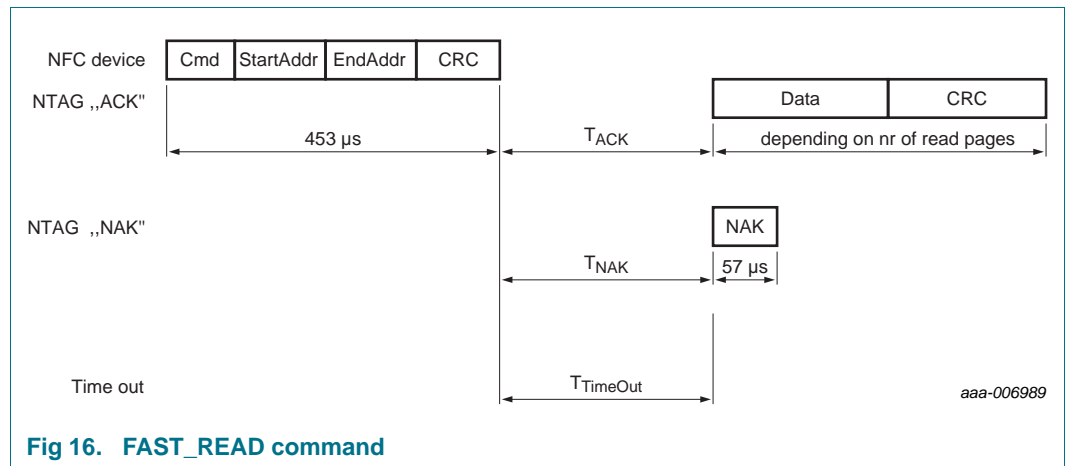 NFC device Cmd StartAddr EndAddr CRC
NTAG ,,ACK" Data CRC
453 µs TACK depending on nr of read pages
NTAG ,,NAK" NAK
TNAK 57 µs
Time out TTimeOut aaa-006989
Fig 16. FAST_READ command